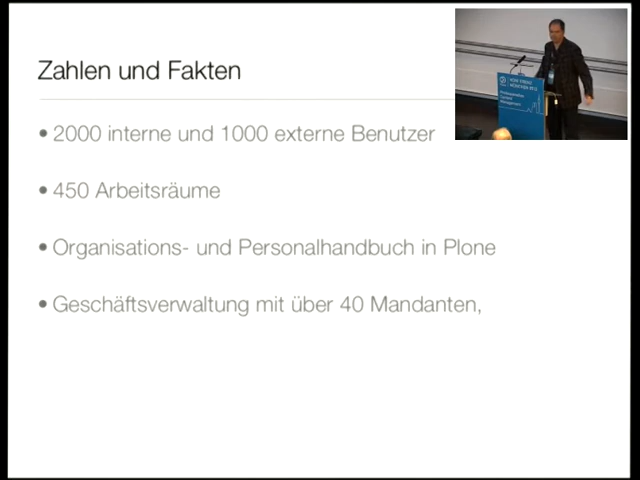 Zahlen und Fakten
• 2000 interne und 1000 externe Benutzer
• 450 Arbeitsräume
• Organisations- und Personalhandbuch in Plone
• Geschäftsverwaltung mit über 40 Mandanten,
Management